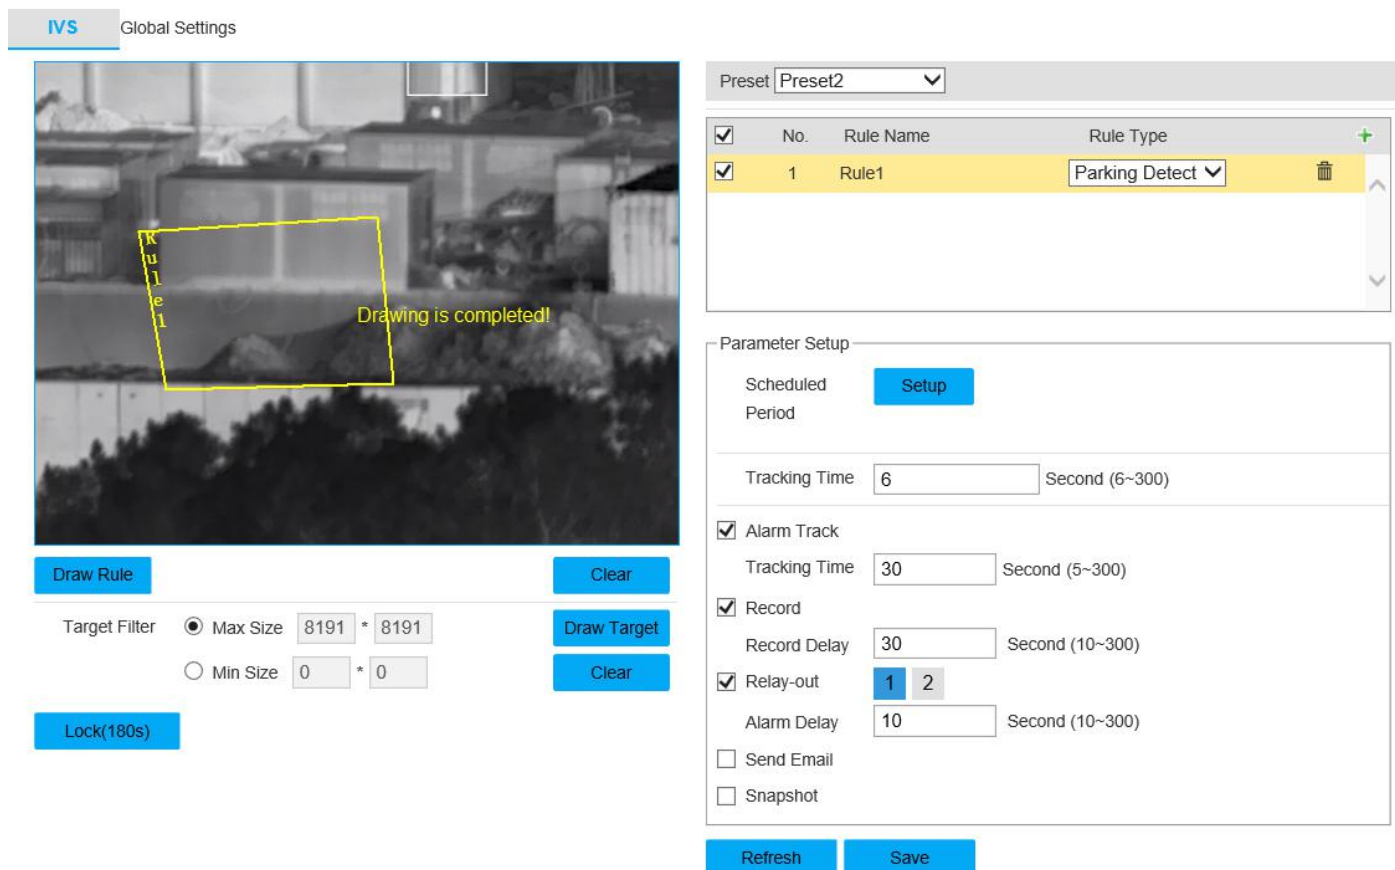 IVS Global Settings
Preset Preset2
No. Rule Name Rule Type
1 Rule1 Parking Detect
Rule1
Drawing is completed!
Draw Rule Clear
Target Filter Max Size 8191 * 8191 Draw Target
Min Size 0 * 0 Clear
Lock(180s)
Parameter Setup
Scheduled
Period
Setup
Tracking Time 6 Second (6~300)
Alarm Track
Tracking Time 30 Second (5~300)
Record
Record Delay 30 Second (10~300)
Relay-out 1 2
Alarm Delay 10 Second (10~300)
Send Email
Snapshot
Refresh Save